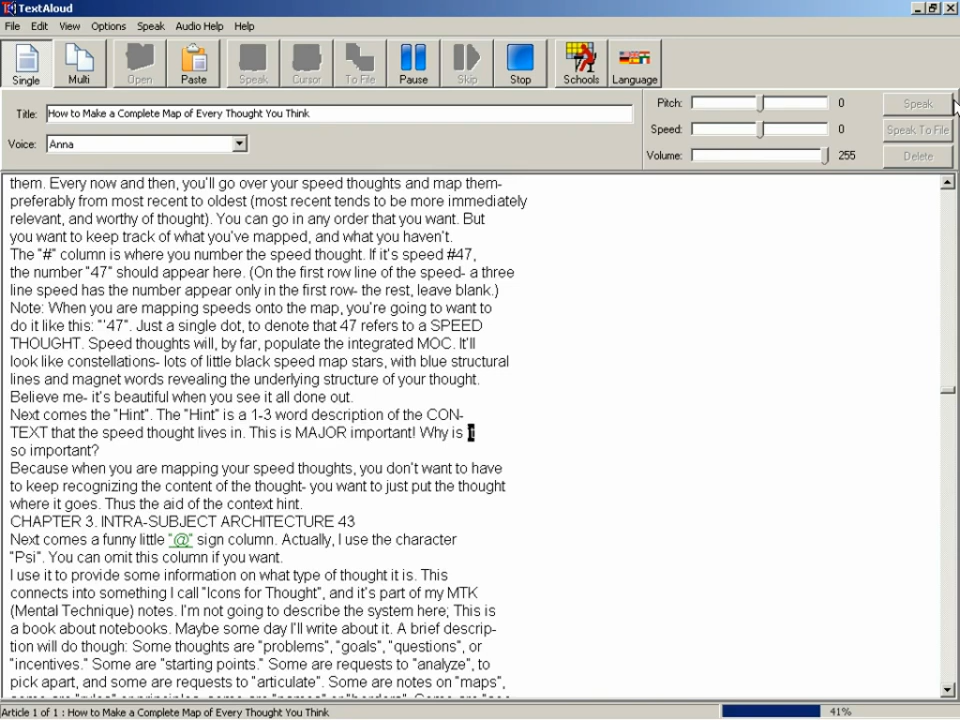 TextAloud
File Edit View Options Speak Audio Help Help
Single Multi Open Paste Speak Cursor To File Pause Skip Stop Schools Language
Title: How to Make a Complete Map of Every Thought You Think
Voice: Anna
Pitch: 0 Speak
Speed: 0 Speak To File
Volume: 255 Delete
them. Every now and then, you'll go over your speed thoughts and map them-
preferably from most recent to oldest (most recent tends to be more immediately
relevant, and worthy of thought). You can go in any order that you want. But
you want to keep track of what you've mapped, and what you haven't.
The "#" column is where you number the speed thought. If it's speed #47,
the number "47" should appear here. (On the first row line of the speed- a three
line speed has the number appear only in the first row- the rest, leave blank.)
Note: When you are mapping speeds onto the map, you're going to want to
do it like this: "'47". Just a single dot, to denote that 47 refers to a SPEED
THOUGHT. Speed thoughts will, by far, populate the integrated MOC. It'll
look like constellations- lots of little black speed map stars, with blue structural
lines and magnet words revealing the underlying structure of your thought.
Believe me- it's beautiful when you see it all done out.
Next comes the "Hint". The "Hint" is a 1-3 word description of the CON-
TEXT that the speed thought lives in. This is MAJOR important! Why is it
so important?
Because when you are mapping your speed thoughts, you don't want to have
to keep recognizing the content of the thought- you want to just put the thought
where it goes. Thus the aid of the context hint.
CHAPTER 3. INTRA-SUBJECT ARCHITECTURE 43
Next comes a funny little "@" sign column. Actually, I use the character
"Psi". You can omit this column if you want.
I use it to provide some information on what type of thought it is. This
connects into something I call "Icons for Thought", and it's part of my MTK
(Mental Technique) notes. I'm not going to describe the system here; This is
a book about notebooks. Maybe some day I'll write about it. A brief descrip-
tion will do though: Some thoughts are "problems", "goals", "questions", or
"incentives." Some are "starting points." Some are requests to "analyze", to
pick apart, and some are requests to "articulate". Some are notes on "maps",
Article 1 of 1 : How to Make a Complete Map of Every Thought You Think 41%